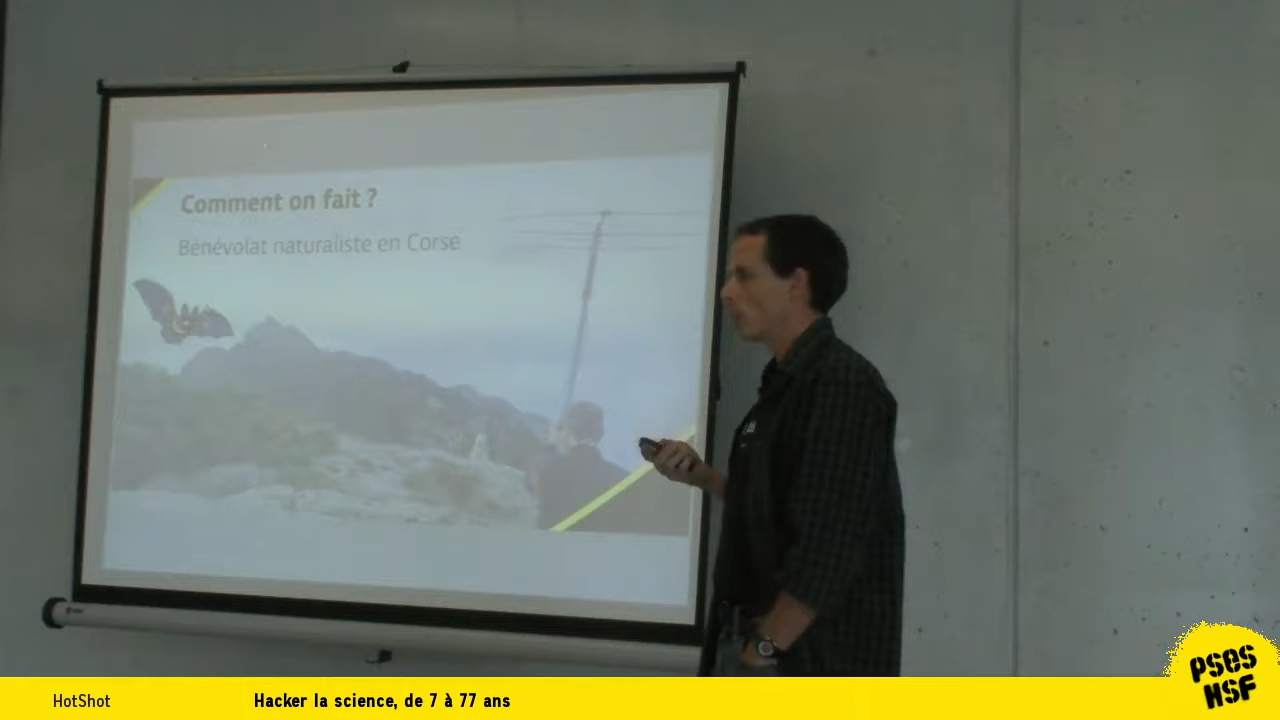 Comment on fait ?
Bénévolat naturaliste en Corse
HotShot
Hacker la science, de 7 à 77 ans
PSES
HSF